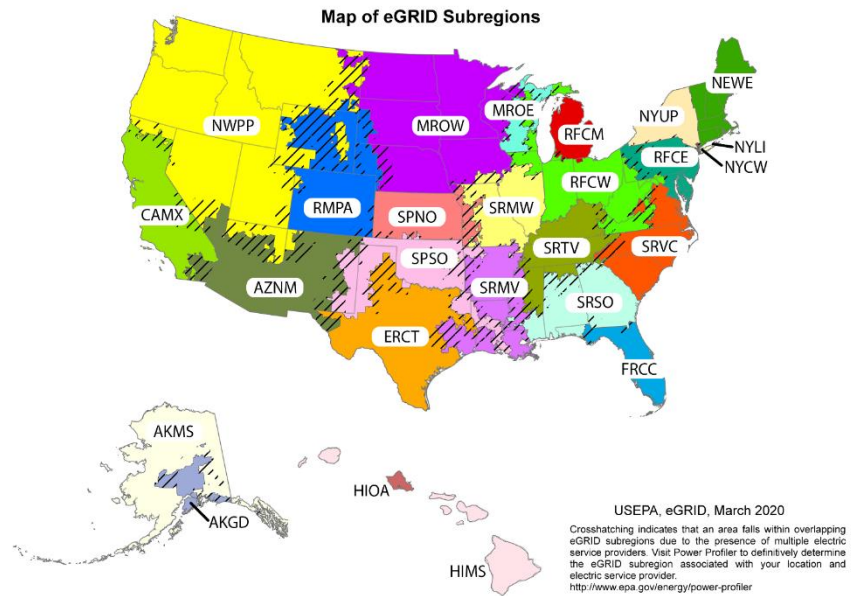 Map of eGRID Subregions
NEWE
NWPP
MROW
MROE
NYUP
RFCM
NYLI
RFCE
NYCW
RFCW
CAMX
RMPA
SPNO
SRMW
SRTV
SRVC
SPSO
AZNM
SRMV
SRSO
ERCT
FRCC
AKMS
HIOA
AKGD
HIMS
USEPA, eGRID, March 2020
Crosshatching indicates that an area falls within overlapping
eGRID subregions due to the presence of multiple electric
service providers. Visit Power Profiler to definitively determine
the eGRID subregion associated with your location and
electric service provider.
http://www.epa.gov/energy/power-profiler